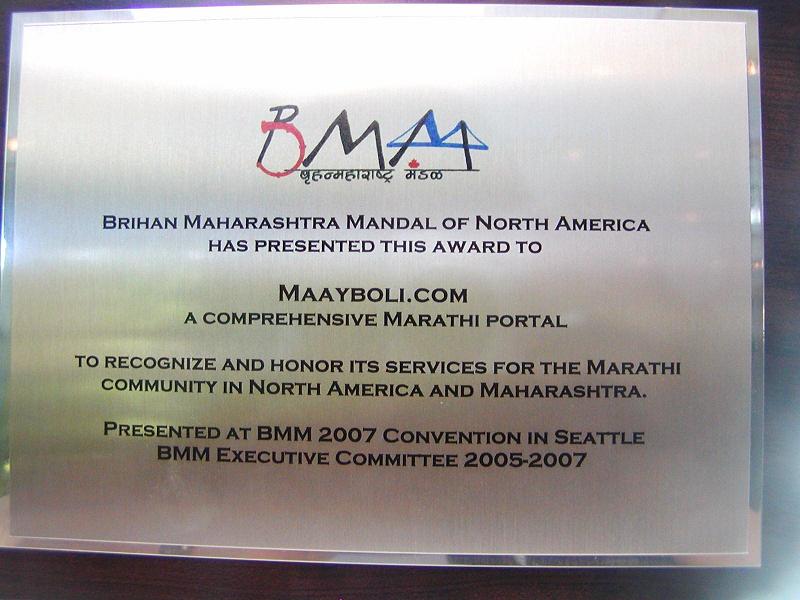 BMM
बृहन्महाराष्ट्र मंडळ
BRIHAN MAHARASHTRA MANDAL OF NORTH AMERICA
HAS PRESENTED THIS AWARD TO
MAAYBOLI.COM
A COMPREHENSIVE MARATHI PORTAL
TO RECOGNIZE AND HONOR ITS SERVICES FOR THE MARATHI
COMMUNITY IN NORTH AMERICA AND MAHARASHTRA.
PRESENTED AT BMM 2007 CONVENTION IN SEATTLE
BMM EXECUTIVE COMMITTEE 2005-2007